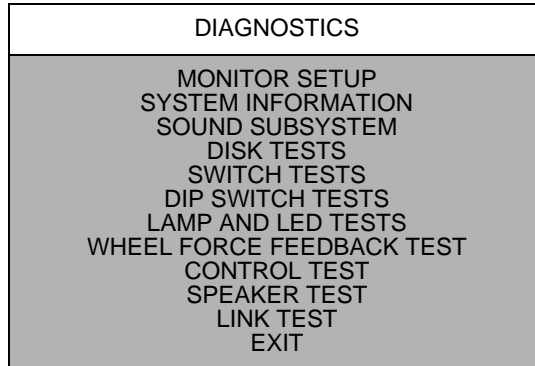 DIAGNOSTICS
MONITOR SETUP
SYSTEM INFORMATION
SOUND SUBSYSTEM
DISK TESTS
SWITCH TESTS
DIP SWITCH TESTS
LAMP AND LED TESTS
WHEEL FORCE FEEDBACK TEST
CONTROL TEST
SPEAKER TEST
LINK TEST
EXIT